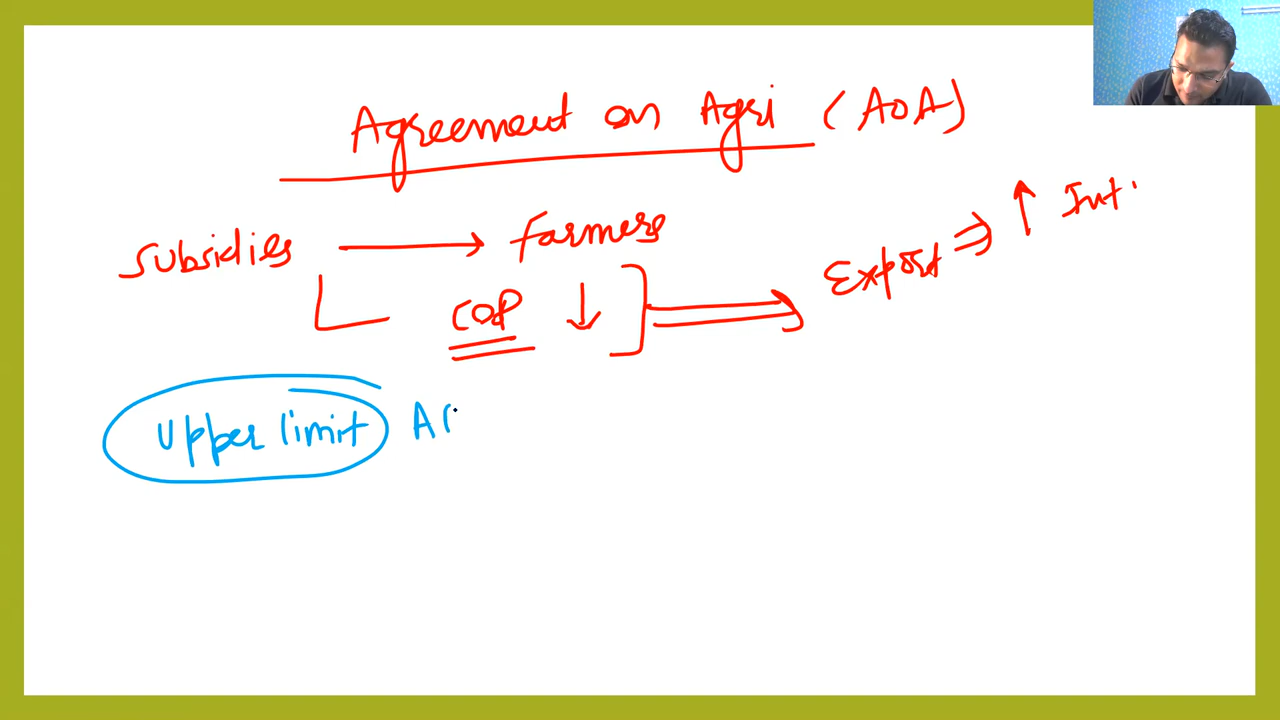 Agreement on Agri (AOA)
Subsidies → Farmers
COP ↓ ⇒ Export ⇒ ↑ Int.
Upper limit A